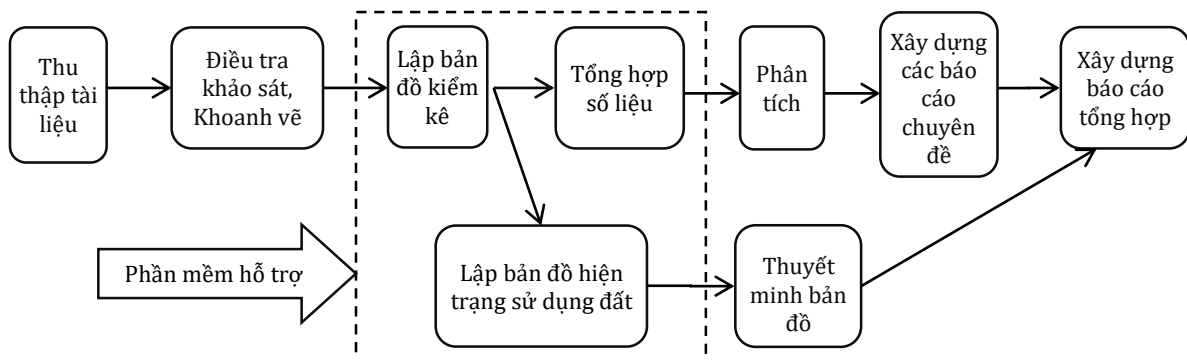 Thu
thập tài
liệu
Điều tra
khảo sát,
Khoanh vẽ
Lập bản
đồ kiểm
kê
Tổng hợp
số liệu
Phân
tích
Xây dựng
các báo
cáo
chuyên
đề
Xây dựng
báo cáo
tổng hợp
Phần mềm hỗ trợ
Lập bản đồ hiện
trạng sử dụng đất
Thuyết
minh bản
đồ